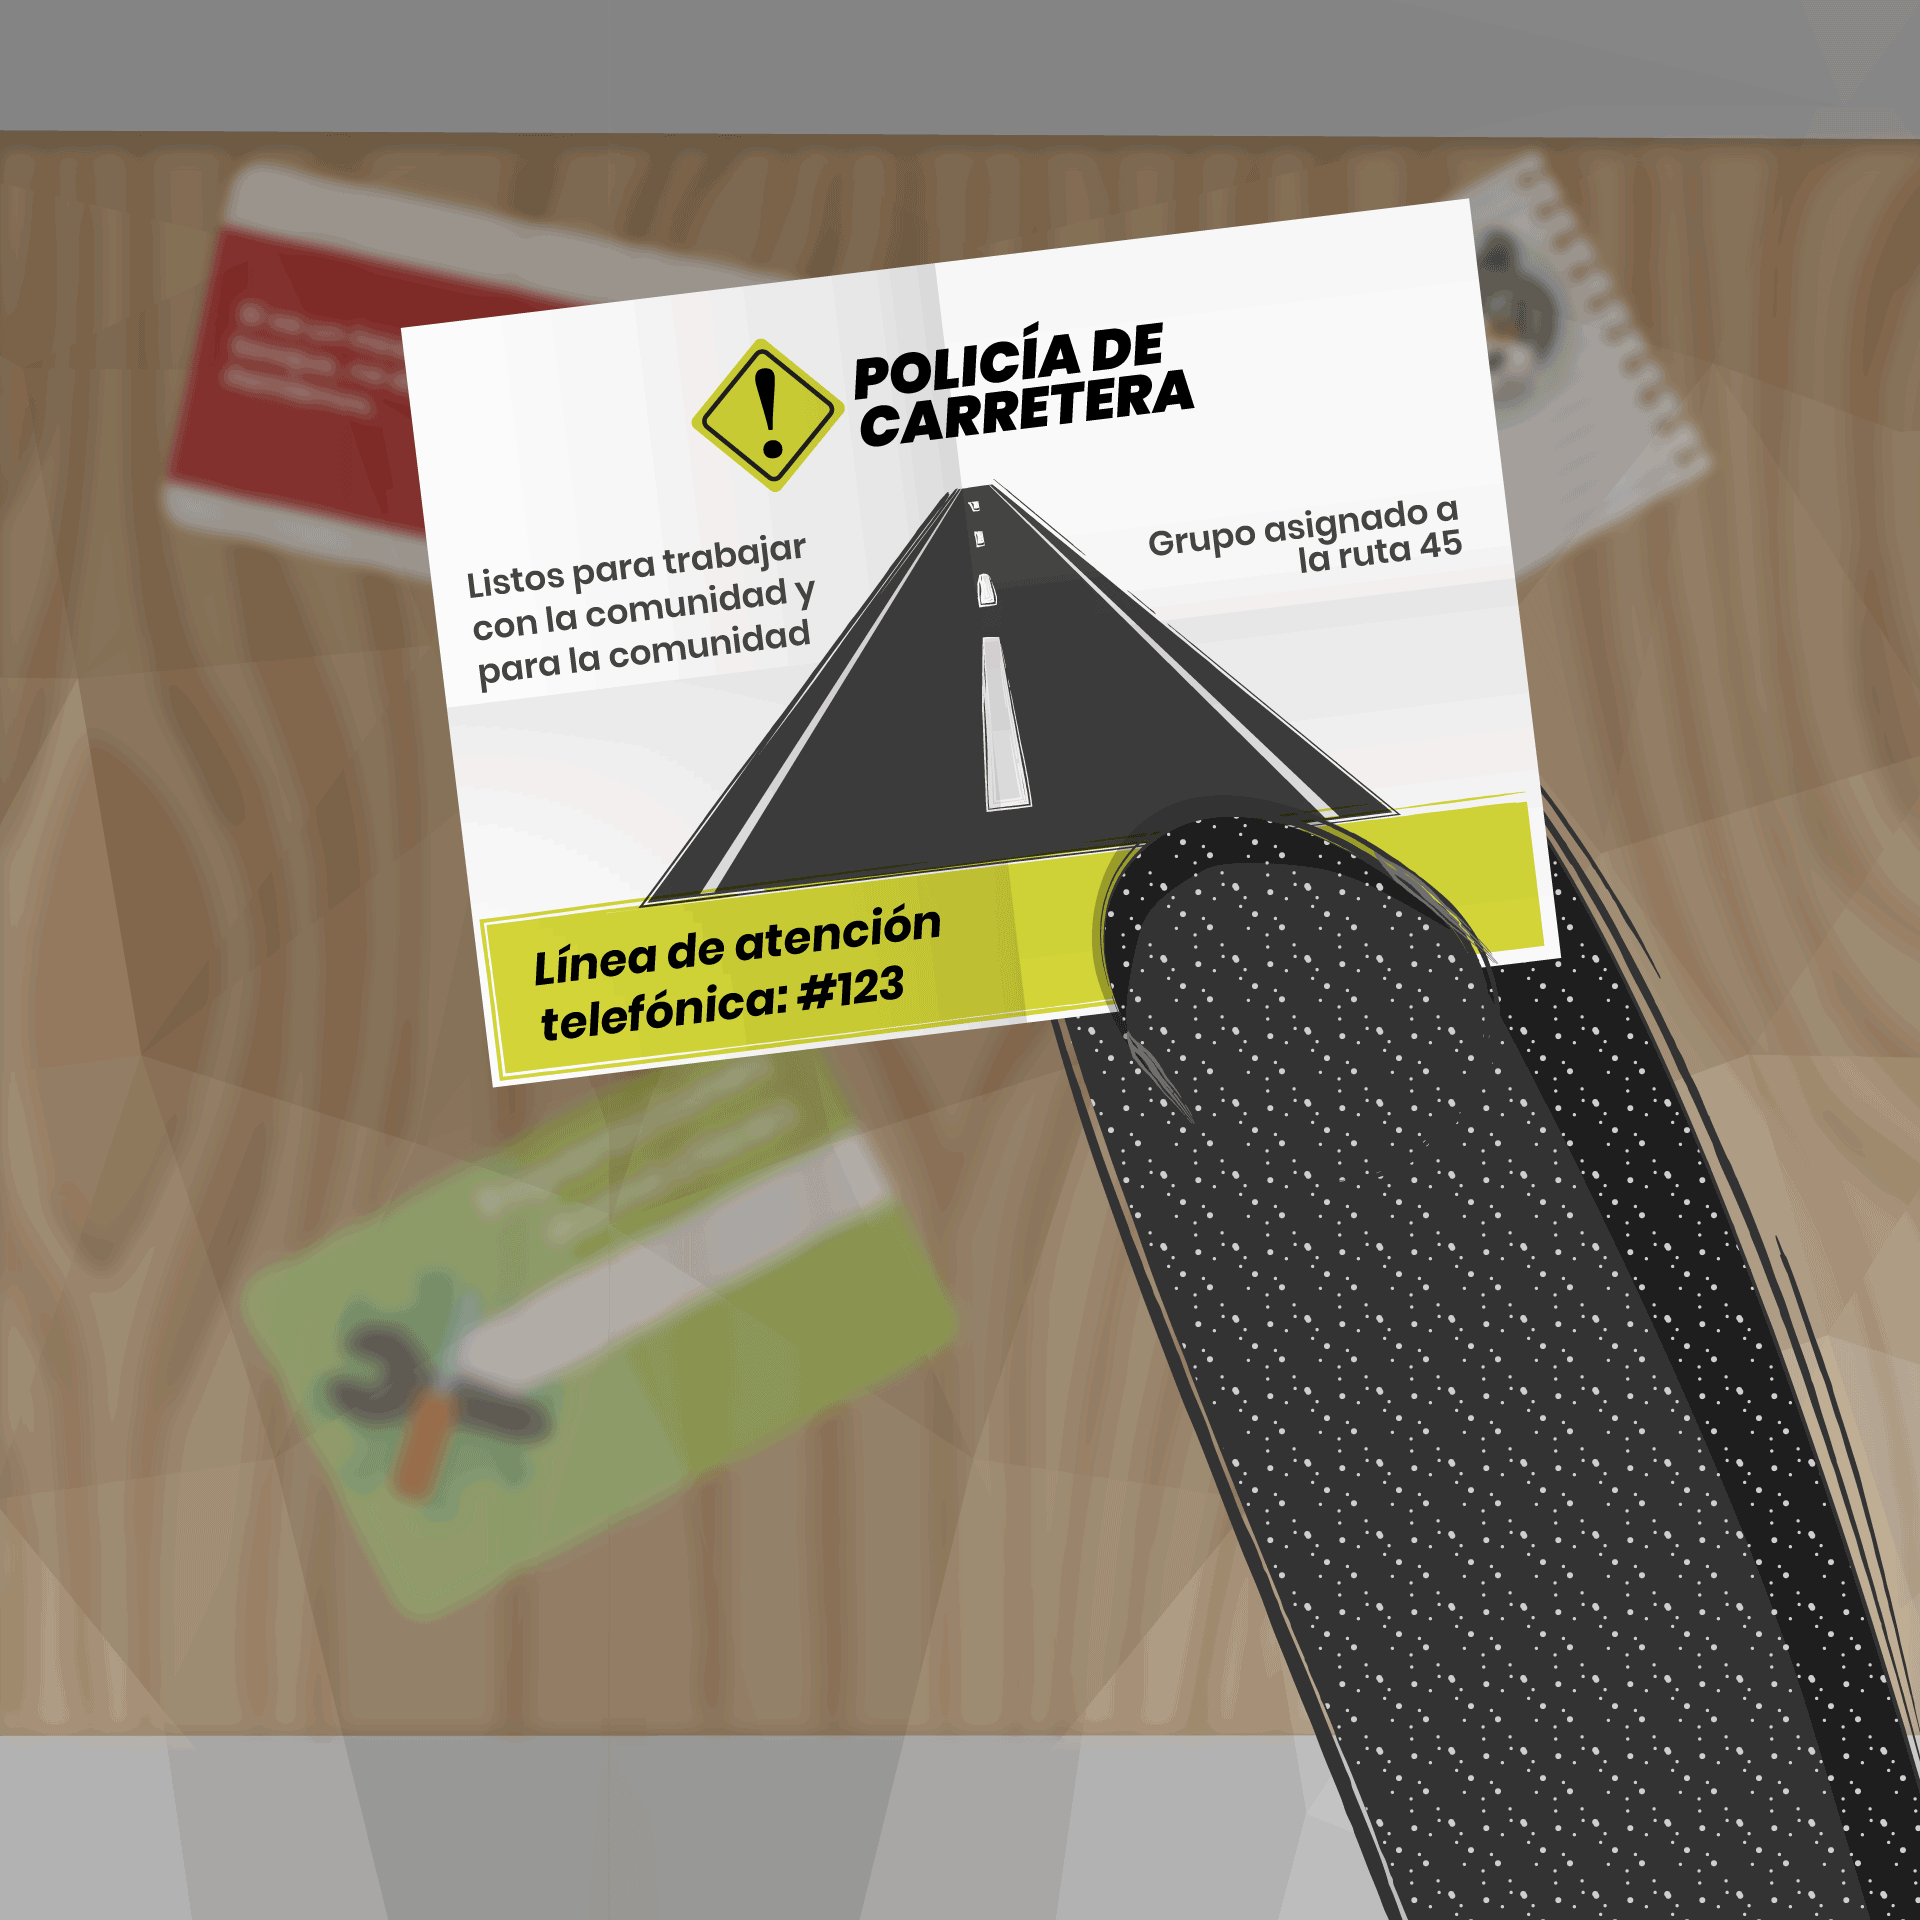 POLICÍA DE
CARRETERA
Listos para trabajar
con la comunidad y
para la comunidad
Grupo asignado a
la ruta 45
Línea de atención
telefónica: #123